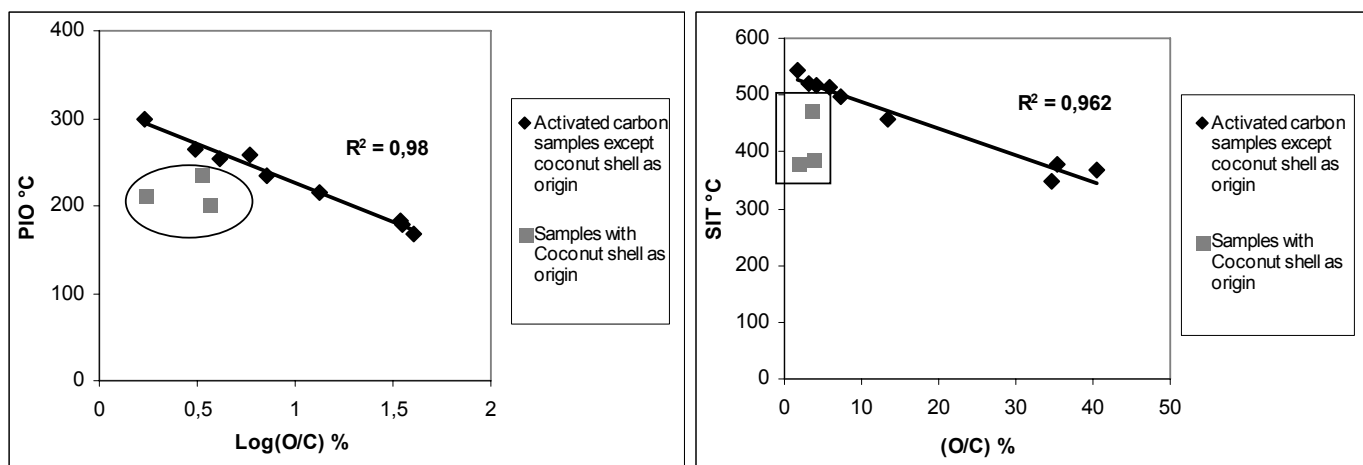 400
300
200
100
0
PIO °C
0
0,5
1
1,5
2
Log(O/C) %
R² = 0,98
Activated carbon
samples except
coconut shell as
origin
Samples with
Coconut shell as
origin
600
500
400
300
200
100
0
SIT °C
0
10
20
30
40
50
(O/C) %
R² = 0,962
Activated carbon
samples except
coconut shell as
origin
Samples with
Coconut shell as
origin